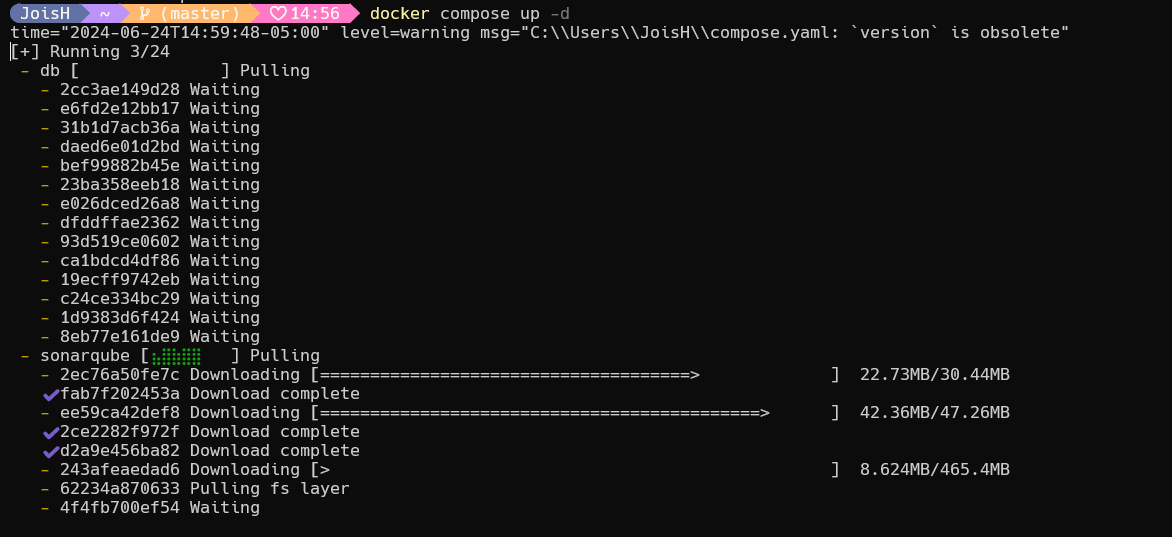 JoisH ~ (master) 14:56 docker compose up -d
time="2024-06-24T14:59:48-05:00" level=warning msg="C:\\Users\\JoisH\\compose.yaml: `version` is obsolete"
[+] Running 3/24
- db [ ] Pulling
- 2cc3ae149d28 Waiting
- e6fd2e12bb17 Waiting
- 31b1d7acb36a Waiting
- daed6e01d2bd Waiting
- bef99882b45e Waiting
- 23ba358eeb18 Waiting
- e026dced26a8 Waiting
- dfddffae2362 Waiting
- 93d519ce0602 Waiting
- ca1bdcd4df86 Waiting
- 19ecff9742eb Waiting
- c24ce334bc29 Waiting
- 1d9383d6f424 Waiting
- 8eb77e161de9 Waiting
- sonarqube [⣄⣿⣿⣿⣿ ] Pulling
- 2ec76a50fe7c Downloading [=====================================> ] 22.73MB/30.44MB
✔fab7f202453a Download complete
- ee59ca42def8 Downloading [============================================> ] 42.36MB/47.26MB
✔2ce2282f972f Download complete
✔d2a9e456ba82 Download complete
- 243afeaedad6 Downloading [> ] 8.624MB/465.4MB
- 62234a870633 Pulling fs layer
- 4f4fb700ef54 Waiting